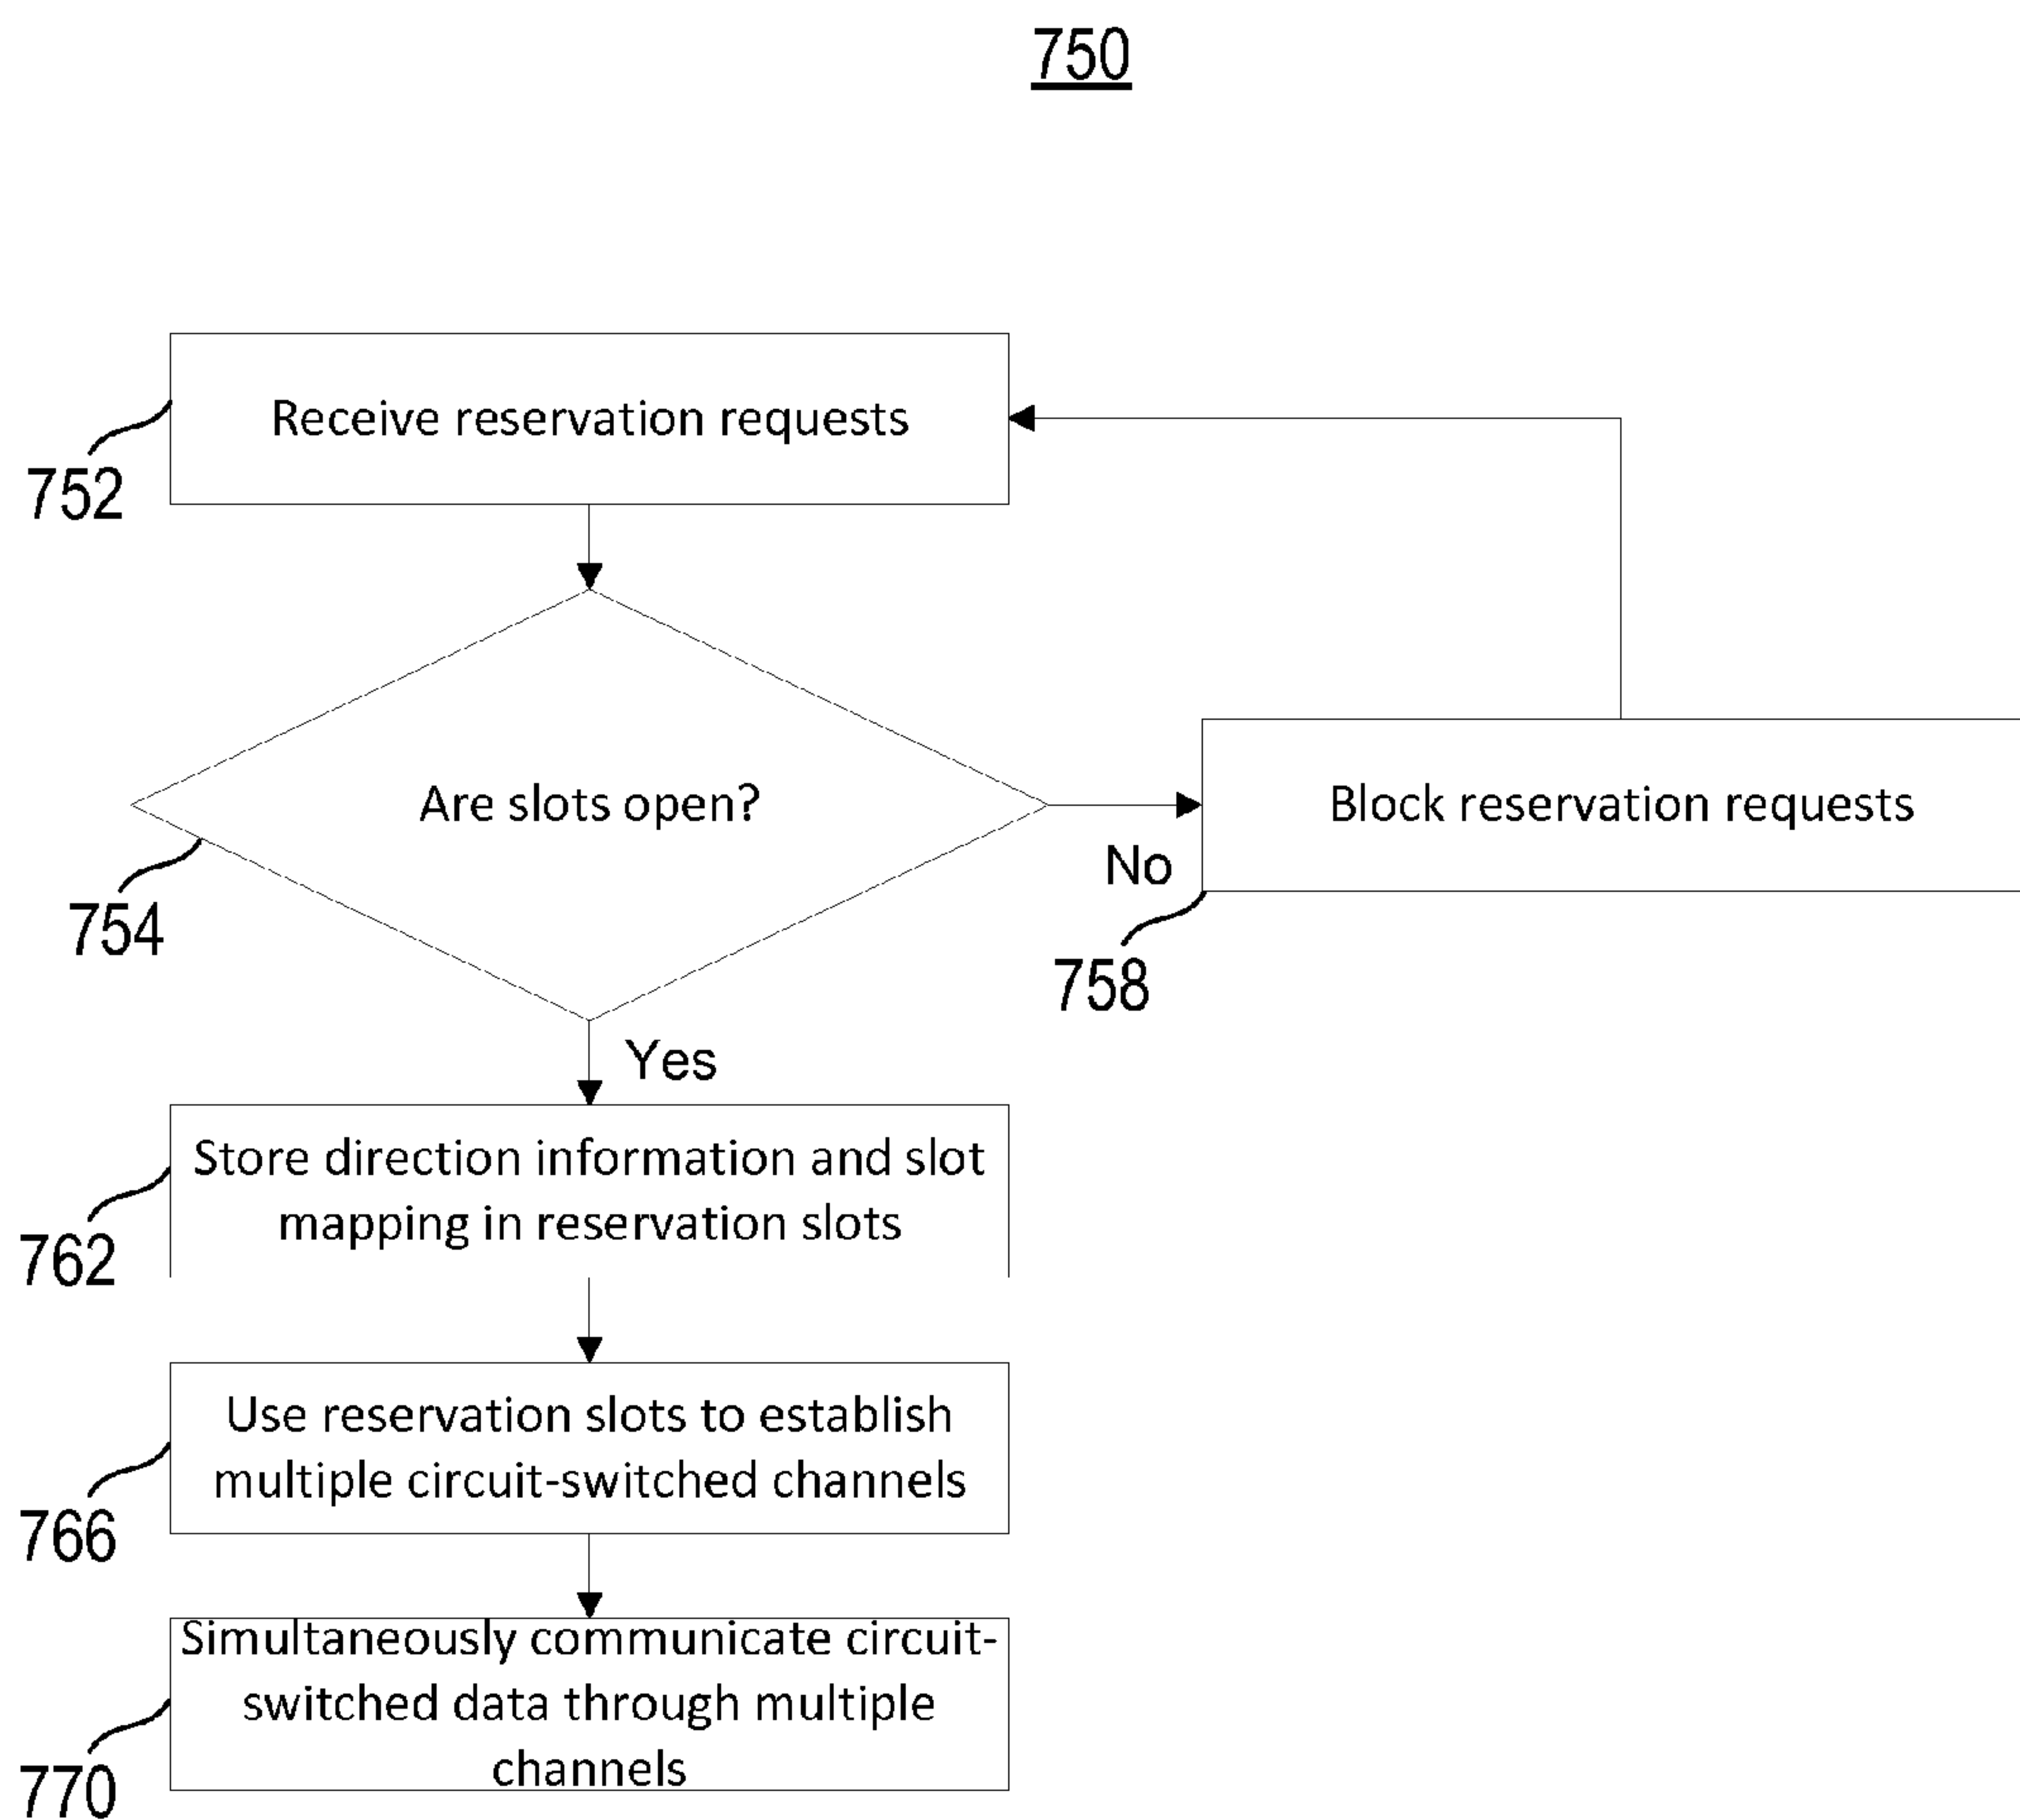 750
Receive reservation requests
752
Are slots open?
Block reservation requests
No
754
758
Yes
Store direction information and slot
mapping in reservation slots
762
Use reservation slots to establish
multiple circuit-switched channels
766
Simultaneously communicate circuit-
switched data through multiple
channels
770